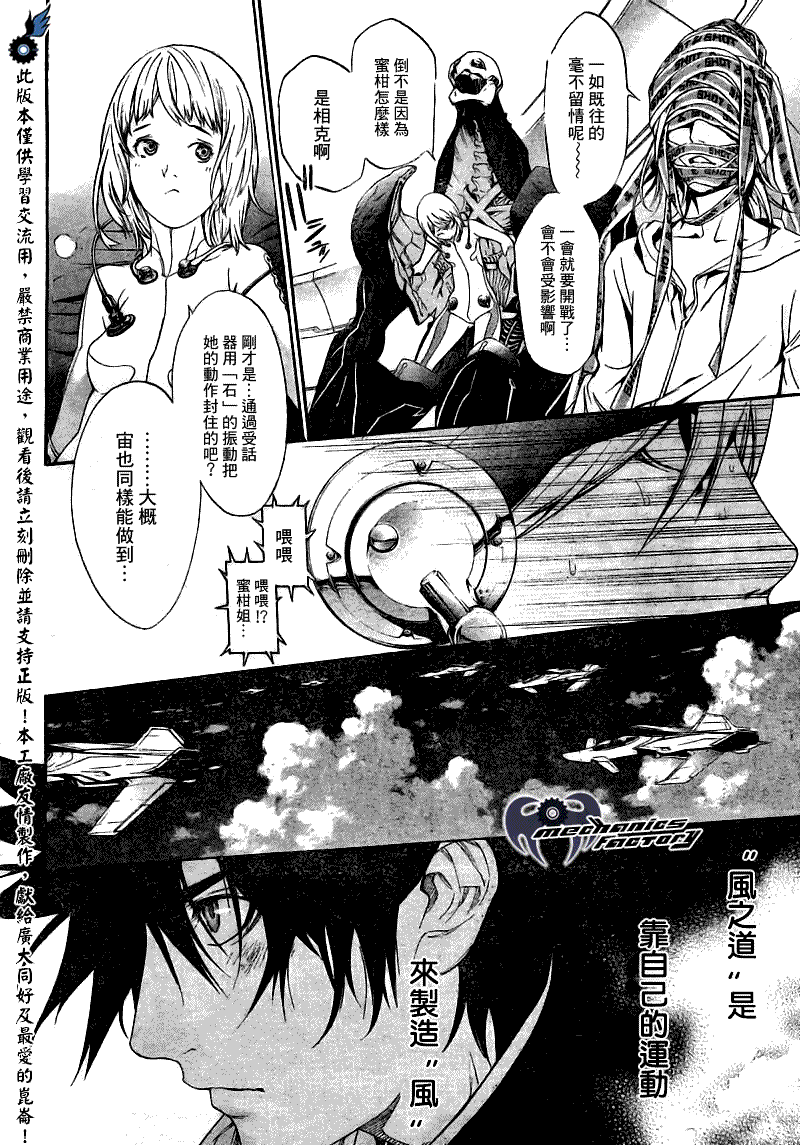 一如既往的
毫不留情呢～
一會就要開戰了…
會不會受影響啊
倒不是因為
蜜柑怎麼樣
是相克啊
剛才是…通過受話
器用「石」的振動把
她的動作封住的吧？
…………大概
宙也同樣能做
到…
喂喂
喂喂!?
蜜柑姐…
“風之道”是
靠自己的運動
來製造“風”
mechanics
factory
SHOT
SHOT
SHOT
此版本僅供學習交流用，嚴禁商業用途，觀看後請立刻刪除並請支持正版！本工廠友情製作，獻給廣大同好及最愛的崑崙！